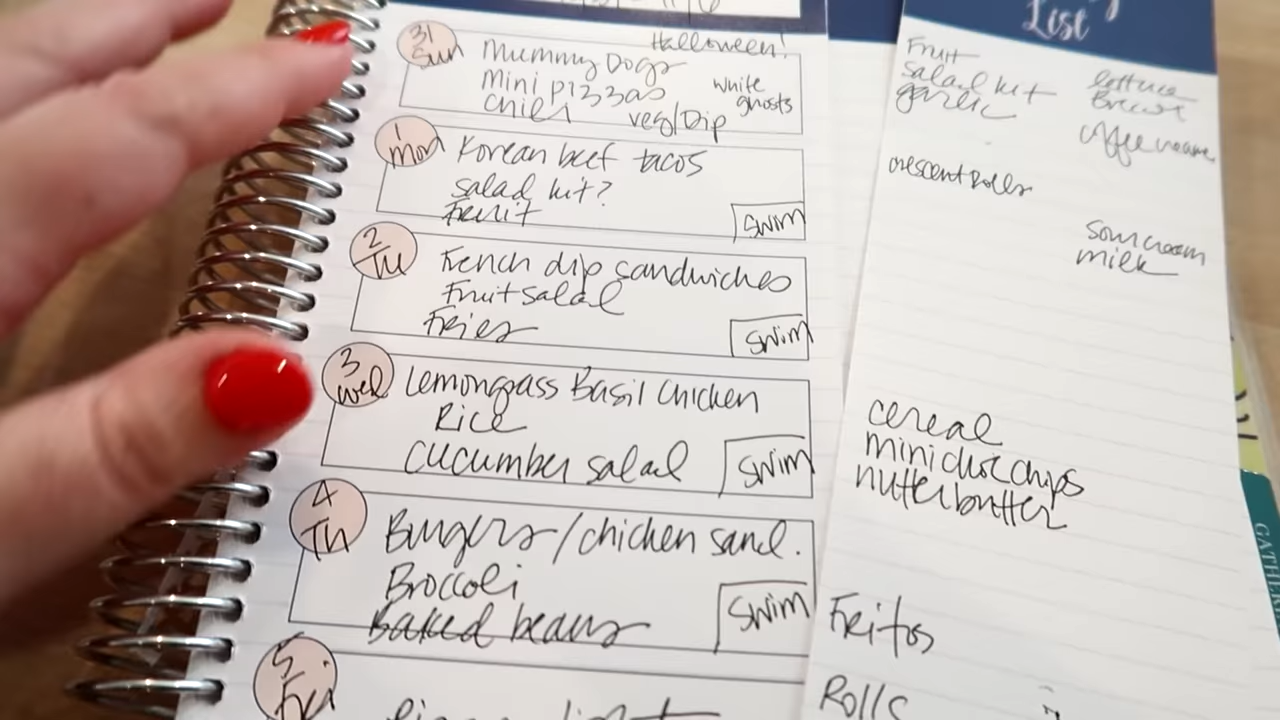 Halloween!
31
Sun
Mummy Dogs
Mini pizzas
white
ghosts
chili
veg/Dip
1
mon
Korean beef tacos
salad kit?
Fruit
Swim
2
Tu
French dip sandwiches
Fruit salad
Fries
Swim
3
Wed
Lemongrass Basil Chicken
Rice
Cucumber salad
Swim
4
Th
Burgers/chicken sand.
Broccoli
Baked beans
Swim
5
Fri
List
Fruit
salad kit
garlic
lettuce
crescent rolls
sour cream
milk
cereal
mini choc chips
nutter butter
Fritos
Rolls